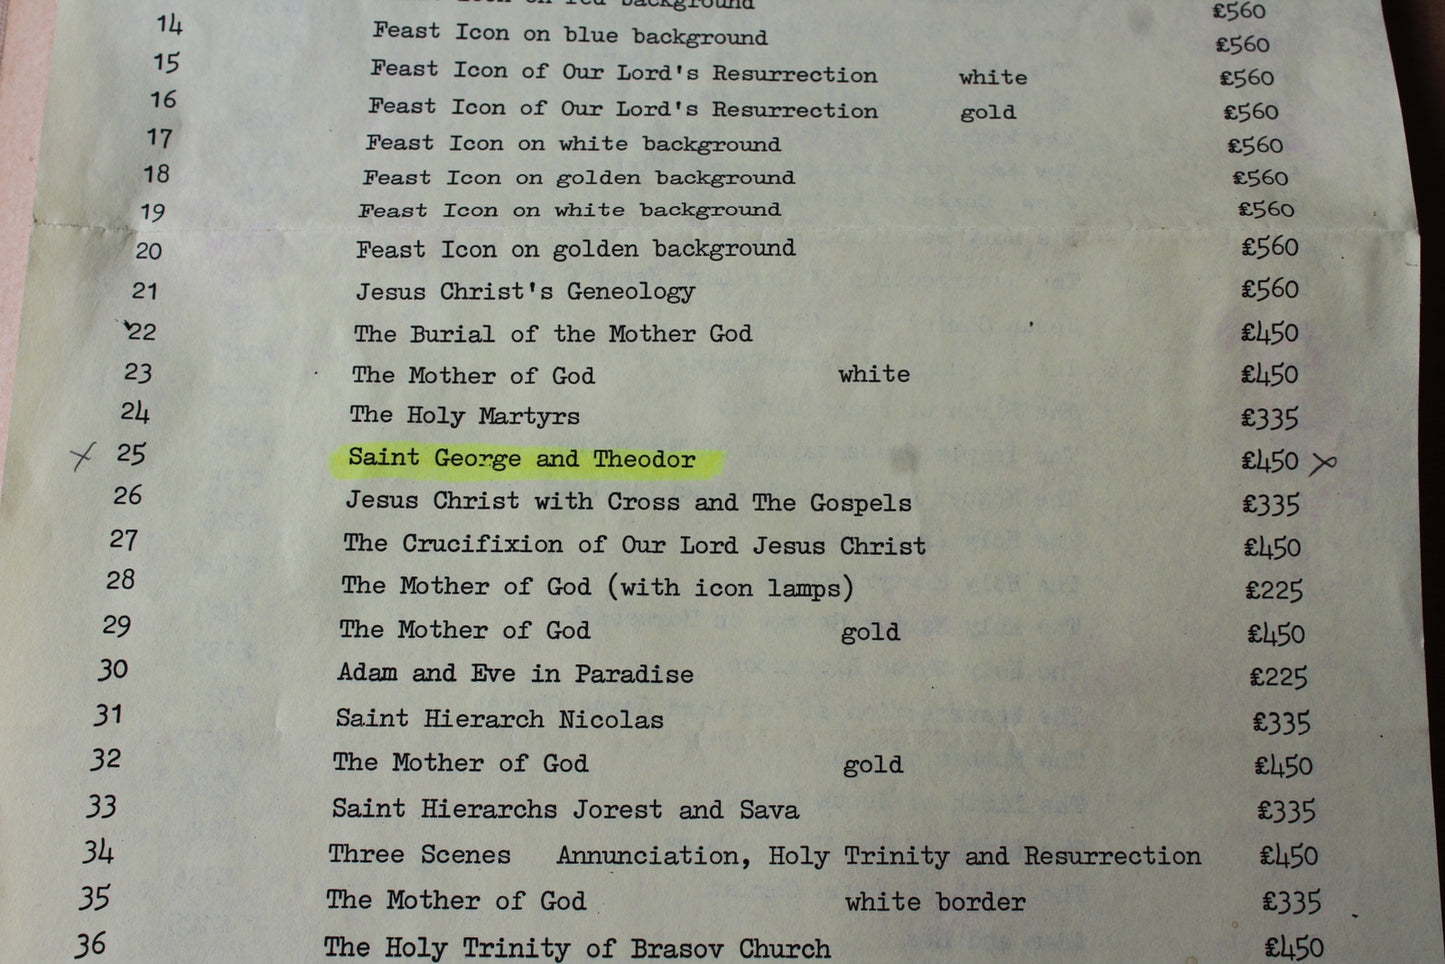 Icon on red background £560
14 Feast Icon on blue background £560
15 Feast Icon of Our Lord's Resurrection white £560
16 Feast Icon of Our Lord's Resurrection gold £560
17 Feast Icon on white background £560
18 Feast Icon on golden background £560
19 Feast Icon on white background £560
20 Feast Icon on golden background £560
21 Jesus Christ's Geneology £560
22 The Burial of the Mother God £450
23 The Mother of God white £450
24 The Holy Martyrs £335
x 25 Saint George and Theodor £450 x
26 Jesus Christ with Cross and The Gospels £335
27 The Crucifixion of Our Lord Jesus Christ £450
28 The Mother of God (with icon lamps) £225
29 The Mother of God gold £450
30 Adam and Eve in Paradise £225
31 Saint Hierarch Nicolas £335
32 The Mother of God gold £450
33 Saint Hierarchs Jorest and Sava £335
34 Three Scenes Annunciation, Holy Trinity and Resurrection £450
35 The Mother of God white border £335
36 The Holy Trinity of Brasov Church £450